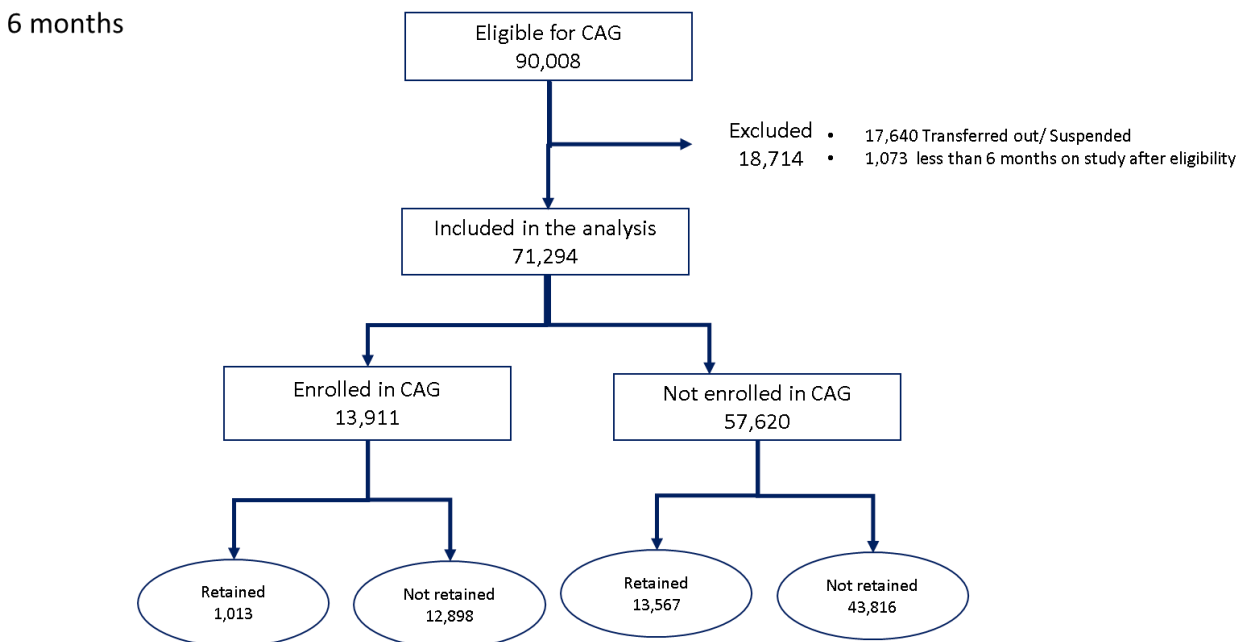 6 months
Eligible for CAG
90,008
Excluded
18,714
• 17,640 Transferred out/ Suspended
• 1,073 less than 6 months on study after eligibility
Included in the analysis
71,294
Enrolled in CAG
13,911
Not enrolled in CAG
57,620
Retained
1,013
Not retained
12,898
Retained
13,567
Not retained
43,816